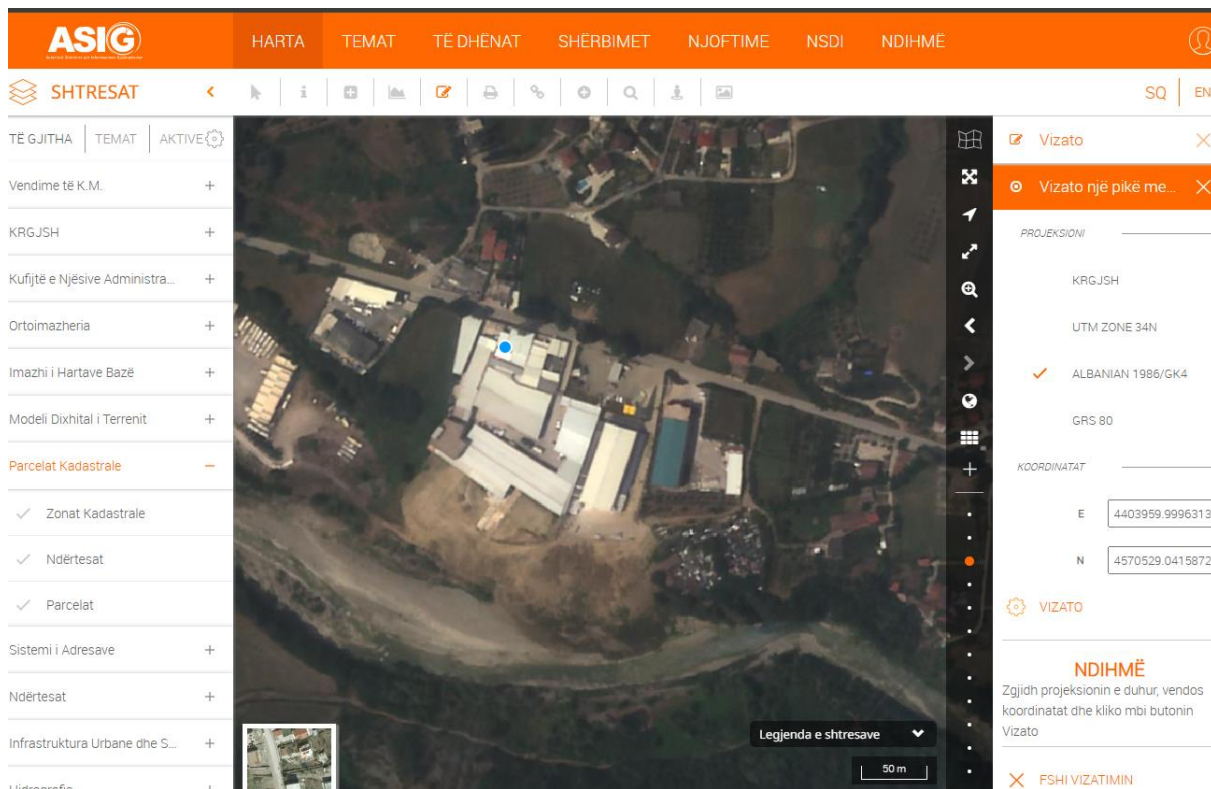 ASIG
HARTA TEMAT TË DHËNAT SHËRBIMET NJOFTIME NSDI NDIHMË
SHTRESAT
SQ EN
TË GJITHA TEMAT AKTIVE
Vendime të K.M.
KRGJSH
Kufijtë e Njësive Administra...
Ortoimazheria
Imazhi i Hartave Bazë
Modeli Dixhital i Terrenit
Parcelat Kadastrale
Zonat Kadastrale
Ndërtesat
Parcelat
Sistemi i Adresave
Ndërtesat
Infrastruktura Urbane dhe S...
Legjenda e shtresave
50 m
Vizato
Vizato një pikë me...
PROJEKSIONI
KRGJSH
UTM ZONE 34N
ALBANIAN 1986/GK4
GRS 80
KOORDINATAT
E 4403959.9996313
N 4570529.0415872
VIZATO
NDIHMË
Zgjidh projeksionin e duhur, vendos
koordinatat dhe kliko mbi butonin
Vizato
FSHI VIZATIMIN